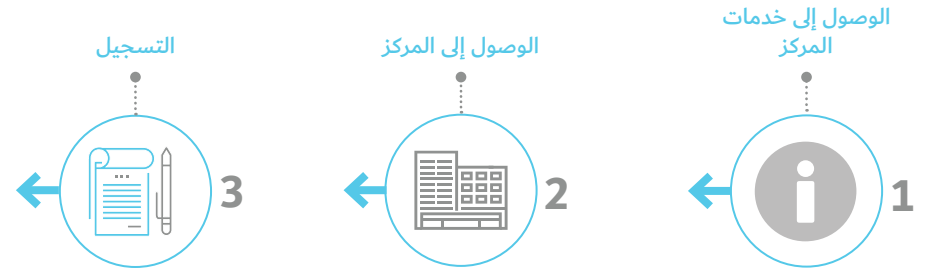 الوصول إلى خدمات
المركز
1
الوصول إلى المركز
2
التسجيل
3